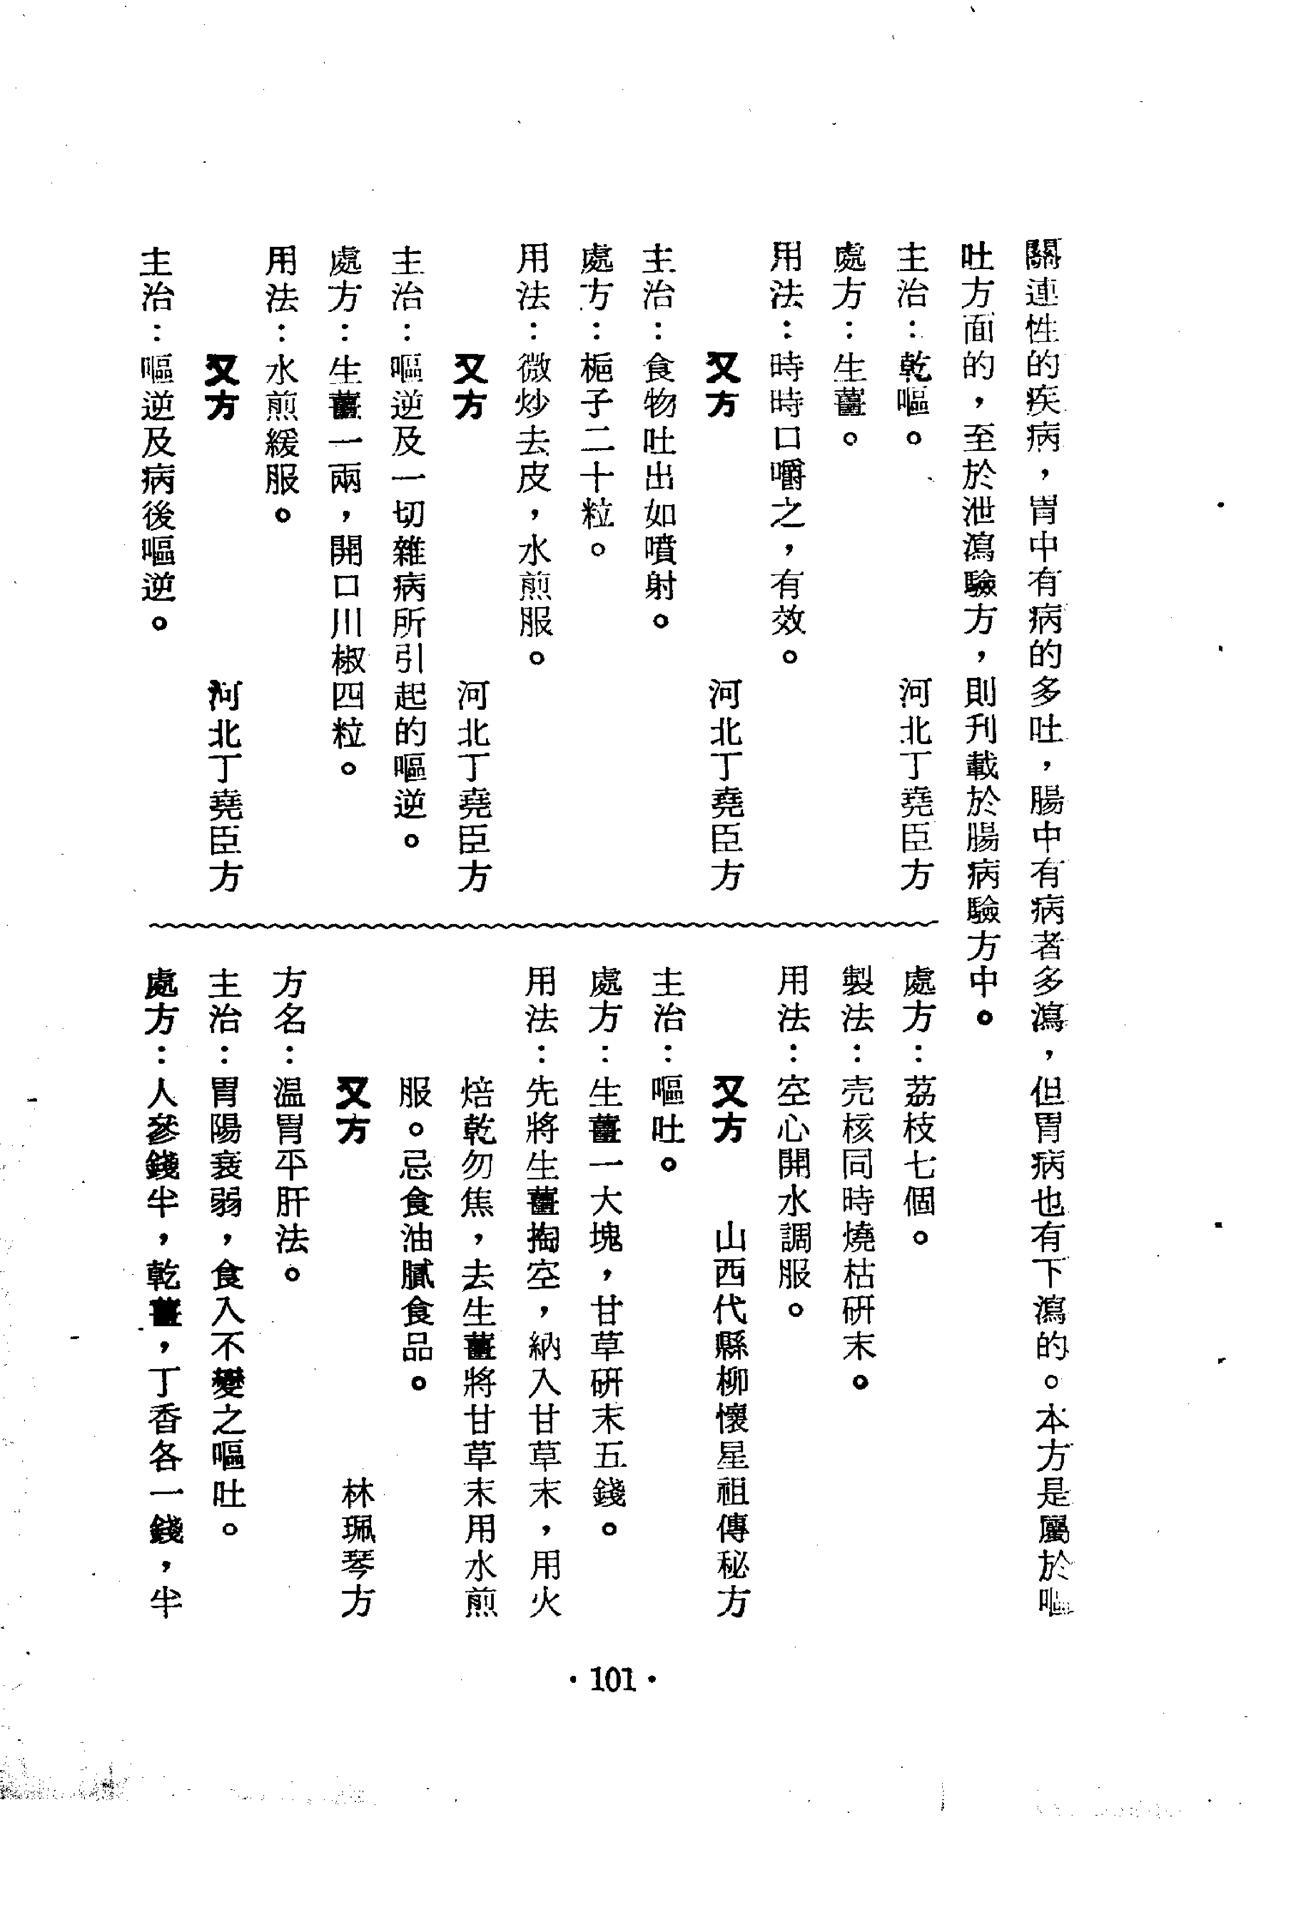 關連性的疾病，胃中有病的多吐，腸中有病者多瀉，但胃病也有下瀉的。本方是屬於嘔
吐方面的，至於泄瀉驗方，則刋載於腸病驗方中。
主治：乾嘔。　河北丁堯臣方
處方：生薑。
用法：時時口嚼之，有效。
又方　河北丁堯臣方
主治：食物吐出如噴射。
處方：梔子二十粒。
用法：微炒去皮，水煎服。
又方　河北丁堯臣方
主治：嘔逆及一切雜病所引起的嘔逆。
處方：生薑一兩，開口川椒四粒。
用法：水煎緩服。
又方　河北丁堯臣方
主治：嘔逆及病後嘔逆。
處方：荔枝七個。
製法：壳核同時燒枯研末。
用法：空心開水調服。
又方　山西代縣柳懷星祖傳秘方
主治：嘔吐。
處方：生薑一大塊，甘草研末五錢。
用法：先將生薑掏空，納入甘草末，用火
焙乾勿焦，去生薑將甘草末用水煎
服。忌食油膩食品。
又方　林珮琴方
方名：溫胃平肝法。
主治：胃陽衰弱，食入不變之嘔吐。
處方：人參錢半，乾薑，丁香各一錢，半
·101·